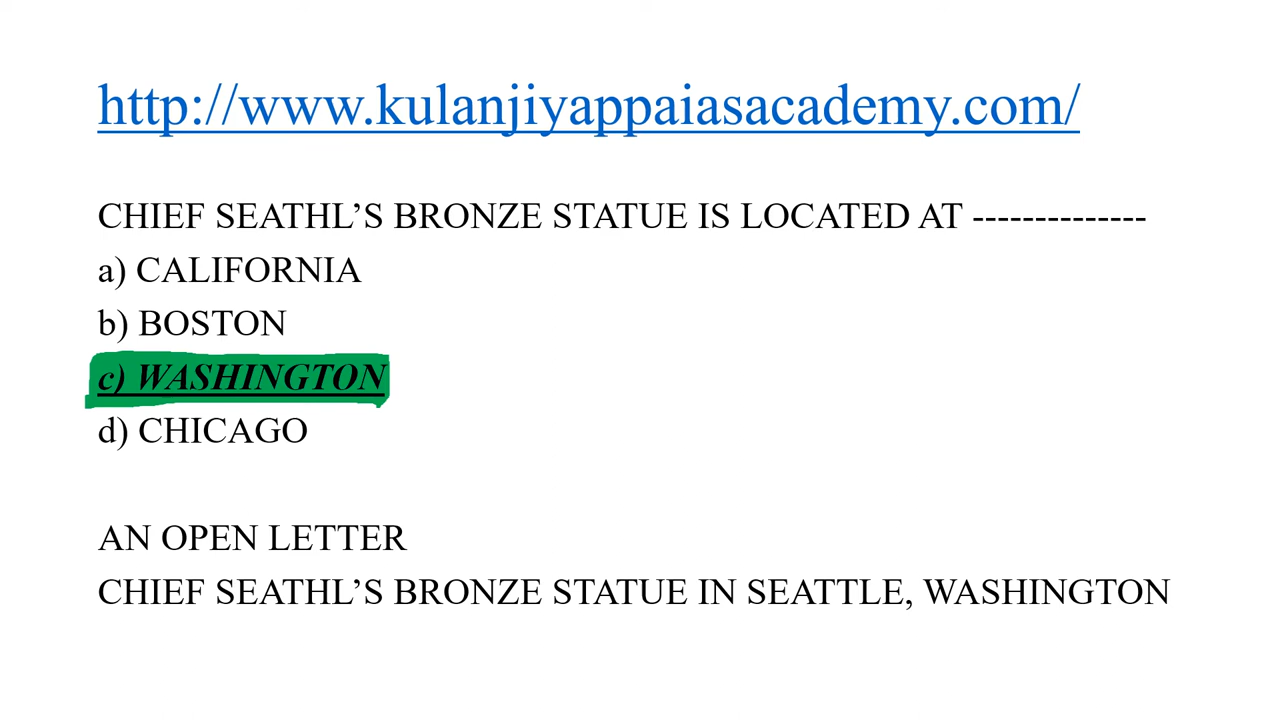 http://www.kulanjiyappaiasacademy.com/
CHIEF SEATHL’S BRONZE STATUE IS LOCATED AT --------------
a) CALIFORNIA
b) BOSTON
c) WASHINGTON
d) CHICAGO
AN OPEN LETTER
CHIEF SEATHL’S BRONZE STATUE IN SEATTLE, WASHINGTON